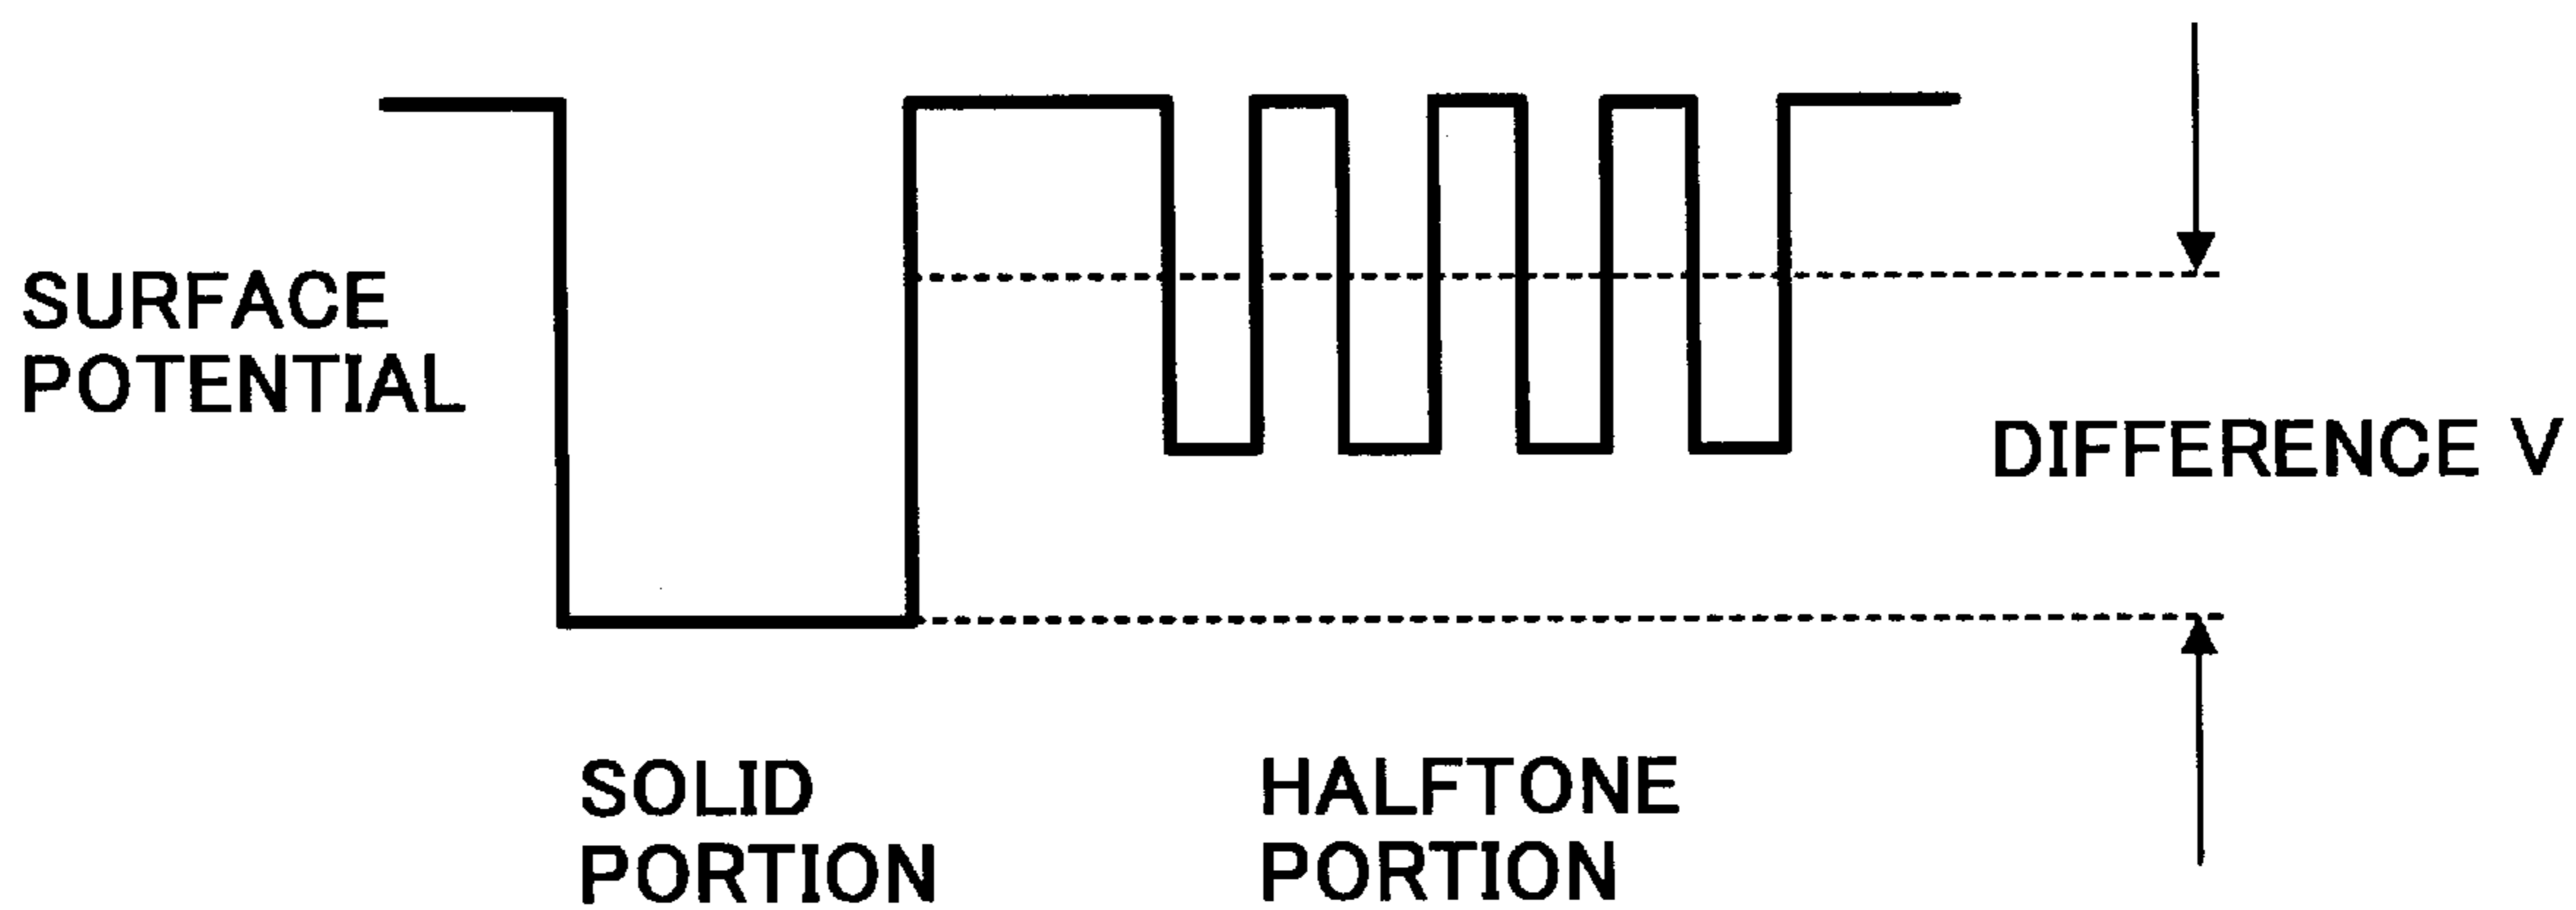 SURFACE
POTENTIAL
DIFFERENCE V
SOLID
PORTION
HALFTONE
PORTION